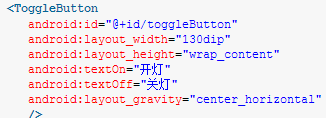 <ToggleButton
android:id="@+id/toggleButton"
android:layout_width="130dip"
android:layout_height="wrap_content"
android:textOn="开灯"
android:textOff="关灯"
android:layout_gravity="center_horizontal"
/>